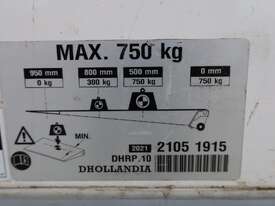 MAX. 750 kg
950 mm 800 mm 500 mm 0 mm
0 kg 300 kg 750 kg 750 kg
MIN.
2021 2105 1915
DHRP.10
DHOLLANDIA